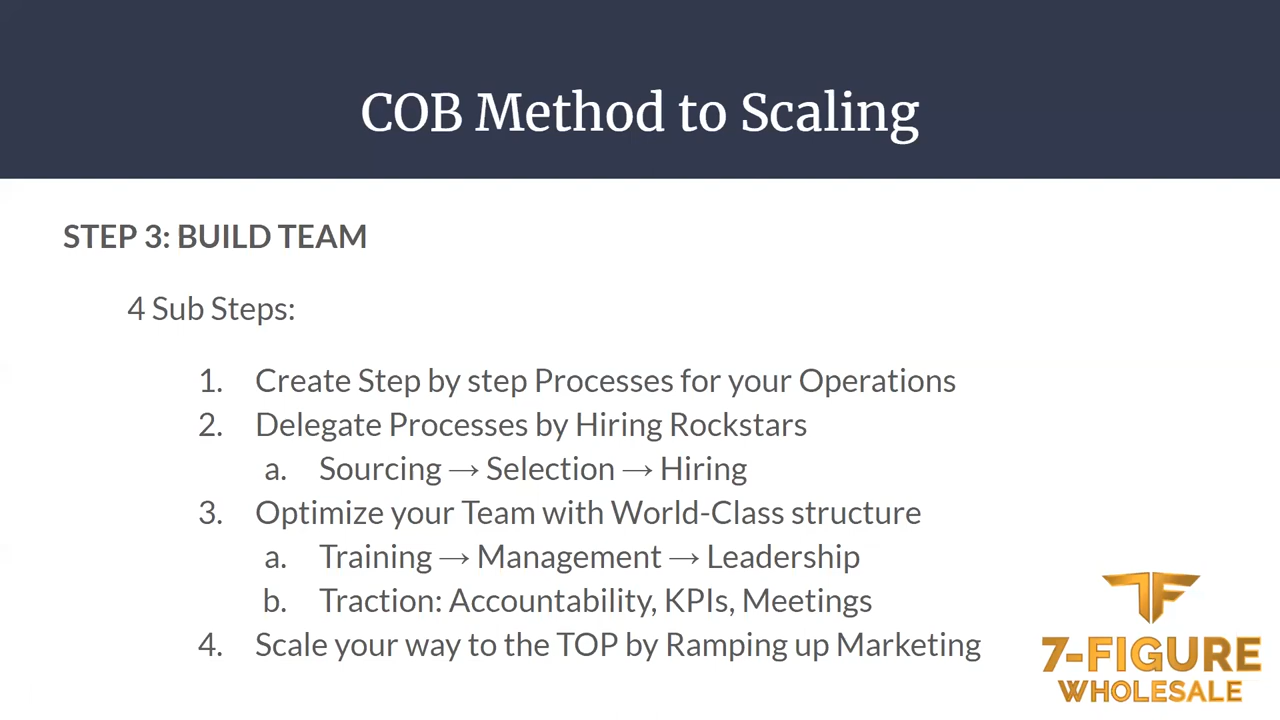 COB Method to Scaling
STEP 3: BUILD TEAM
4 Sub Steps:
1. Create Step by step Processes for your Operations
2. Delegate Processes by Hiring Rockstars
a. Sourcing → Selection → Hiring
3. Optimize your Team with World-Class structure
a. Training → Management → Leadership
b. Traction: Accountability, KPIs, Meetings
4. Scale your way to the TOP by Ramping up Marketing
7-FIGURE
WHOLESALE